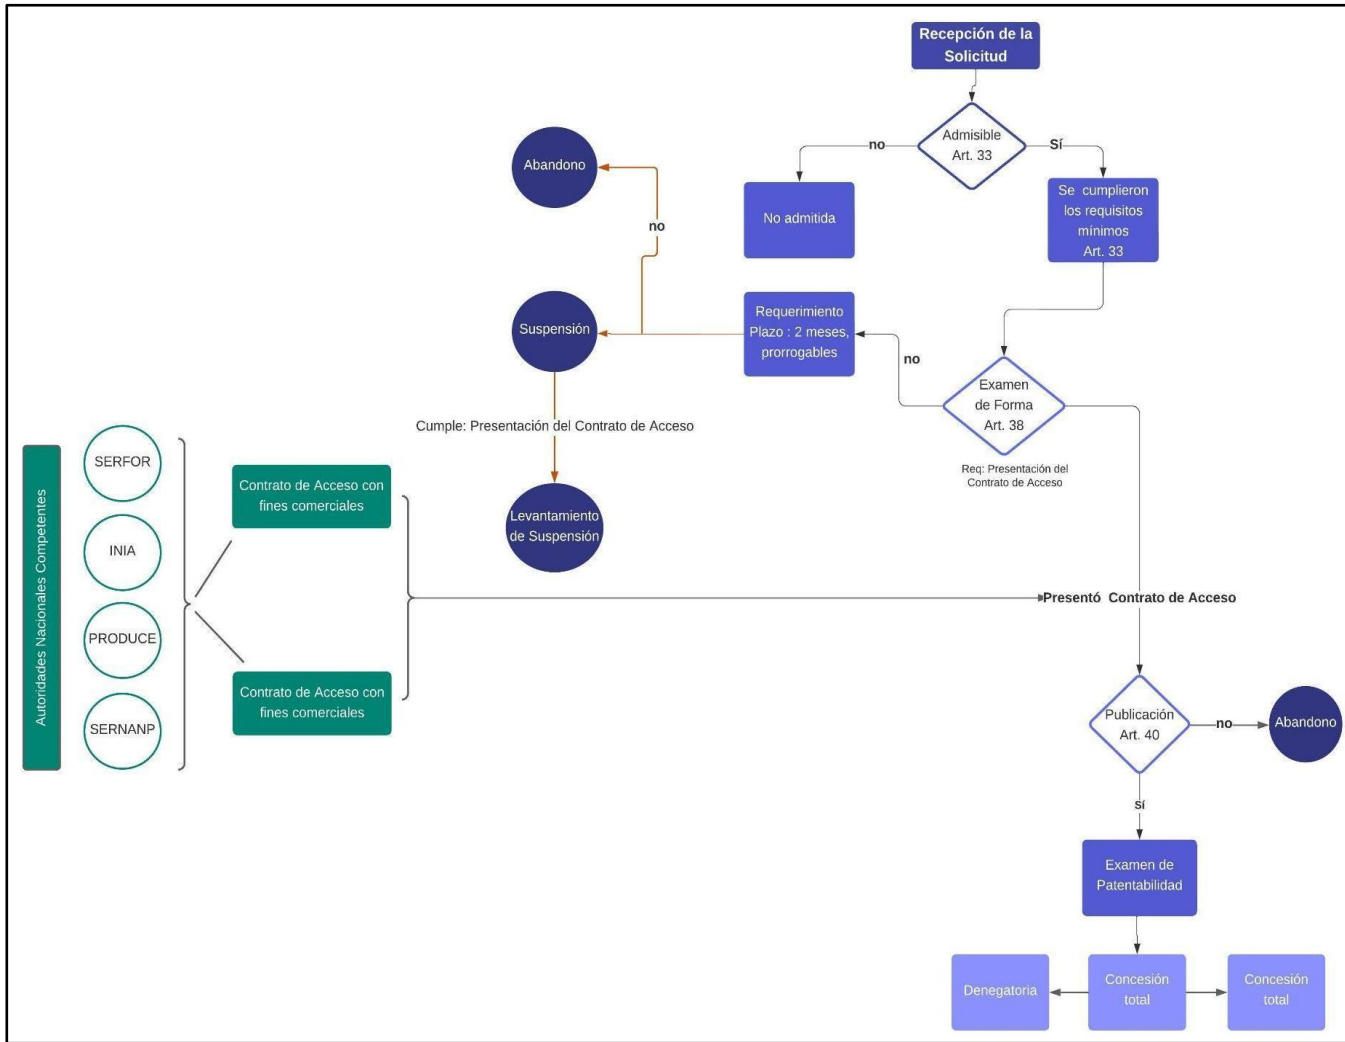 Recepción de la
Solicitud
Admisible
Art. 33
no
Sí
No admitida
Se cumplieron
los requisitos
mínimos
Art. 33
Abandono
no
Suspensión
Requerimiento
Plazo : 2 meses,
prorrogables
no
Examen
de Forma
Art. 38
Req: Presentación del
Contrato de Acceso
Cumple: Presentación del Contrato de Acceso
Levantamiento
de Suspensión
Autoridades Nacionales Competentes
SERFOR
INIA
PRODUCE
SERNANP
Contrato de Acceso con
fines comerciales
Contrato de Acceso con
fines comerciales
Presentó Contrato de Acceso
Publicación
Art. 40
no
Abandono
sí
Examen de
Patentabilidad
Denegatoria
Concesión
total
Concesión
total